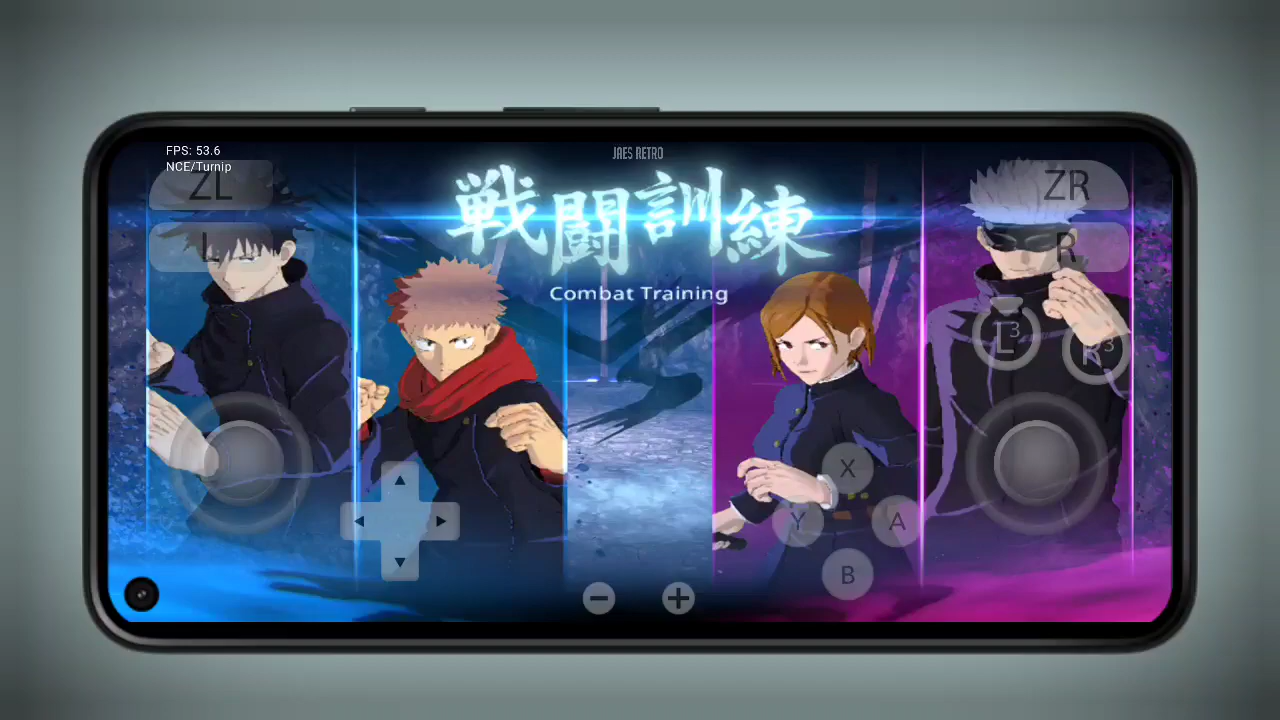 FPS: 53.6
NCE/Turnip
JAES RETRO
ZL
ZR
L
R
戦闘訓練
Combat Training
L3
R3
X
Y
A
B